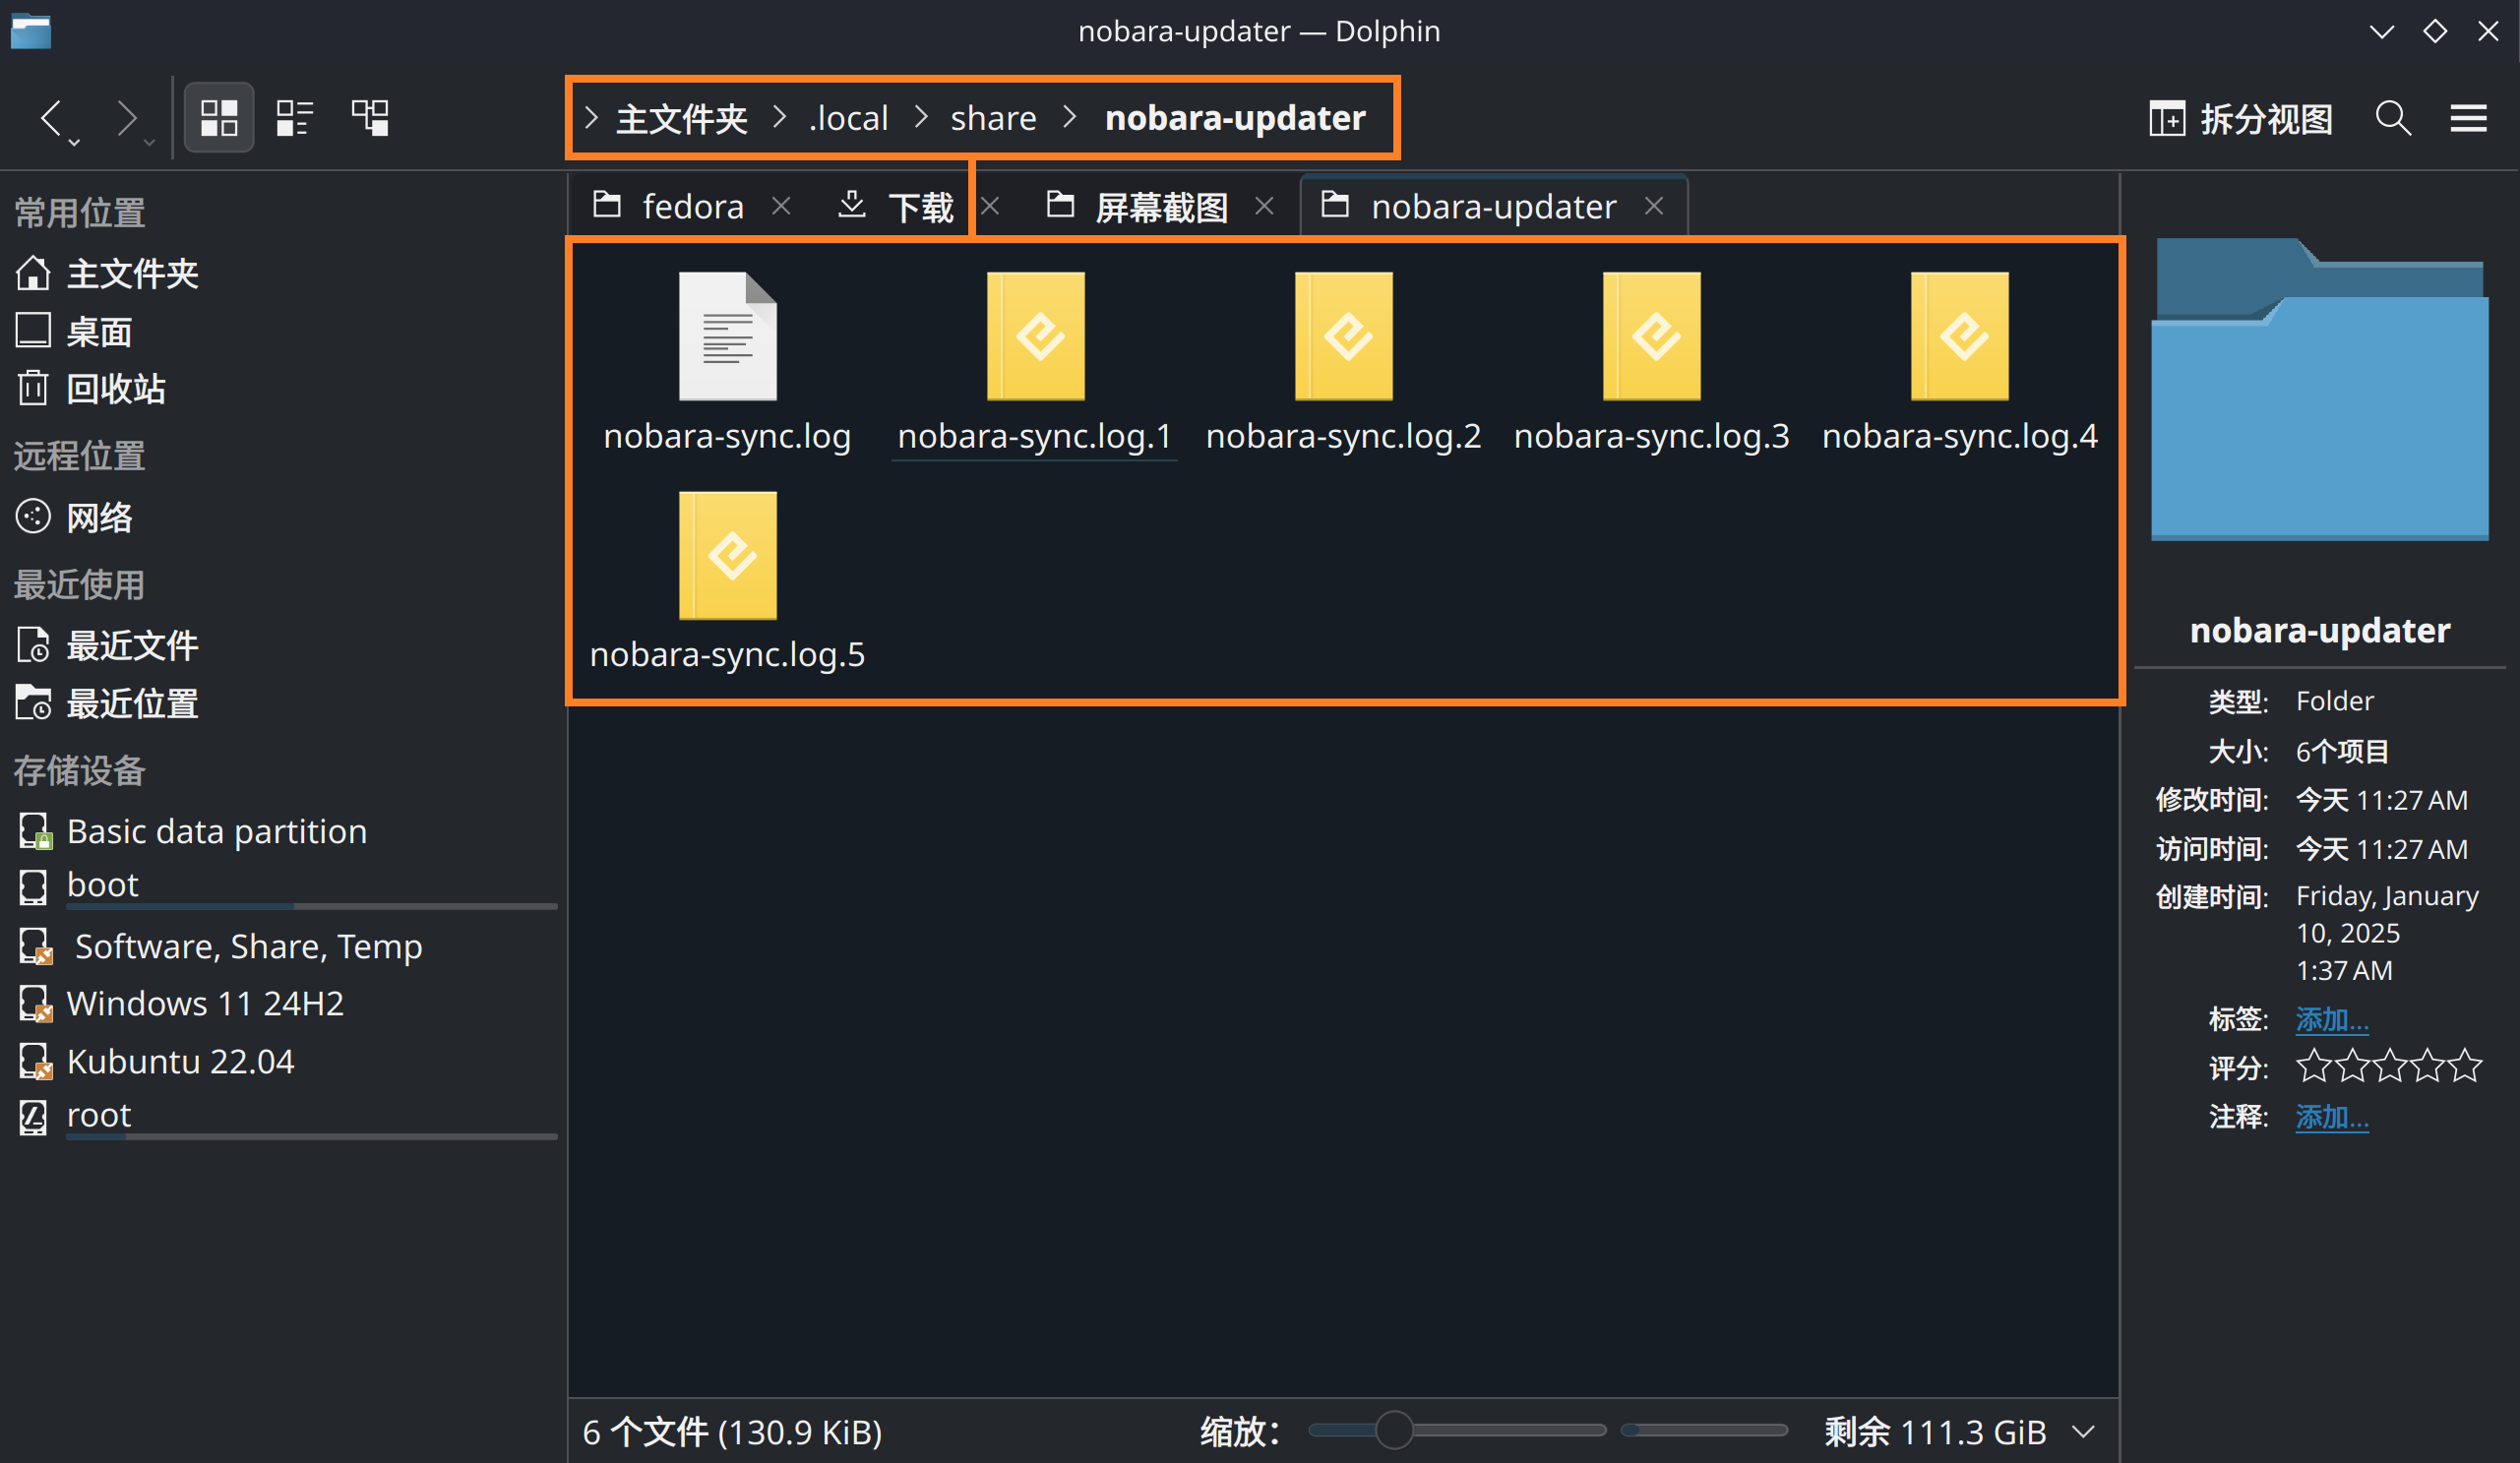 nobara-updater — Dolphin
主文件夹 .local share nobara-updater
拆分视图
fedora 下载 屏幕截图 nobara-updater
常用位置
主文件夹
桌面
回收站
远程位置
网络
最近使用
最近文件
最近位置
存储设备
Basic data partition
boot
Software, Share, Temp
Windows 11 24H2
Kubuntu 22.04
root
nobara-sync.log nobara-sync.log.1 nobara-sync.log.2 nobara-sync.log.3 nobara-sync.log.4
nobara-sync.log.5
nobara-updater
类型: Folder
大小: 6个项目
修改时间: 今天 11:27 AM
访问时间: 今天 11:27 AM
创建时间: Friday, January
10, 2025
1:37 AM
标签: 添加...
评分:
注释: 添加...
6 个文件 (130.9 KiB)
缩放:
剩余 111.3 GiB